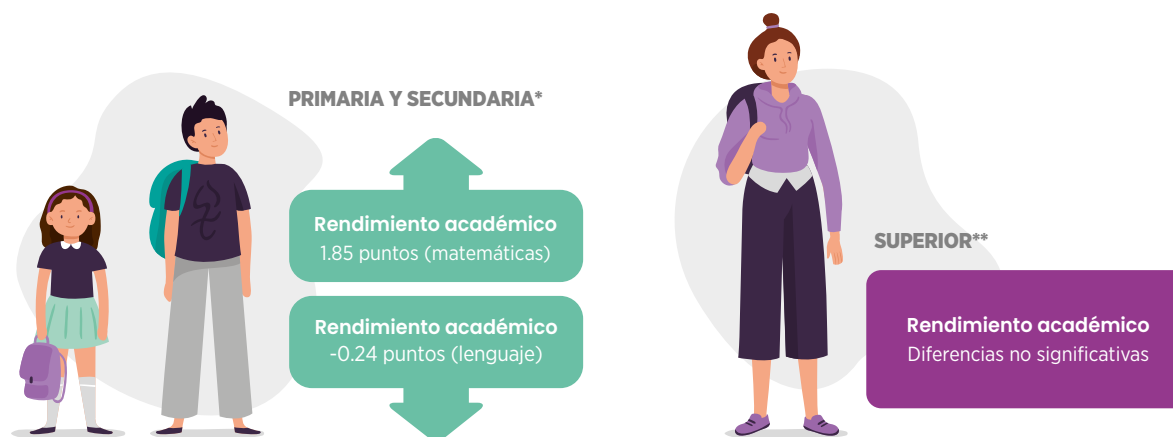 PRIMARIA Y SECUNDARIA*
Rendimiento académico
1.85 puntos (matemáticas)
Rendimiento académico
-0.24 puntos (lenguaje)
SUPERIOR**
Rendimiento académico
Diferencias no significativas